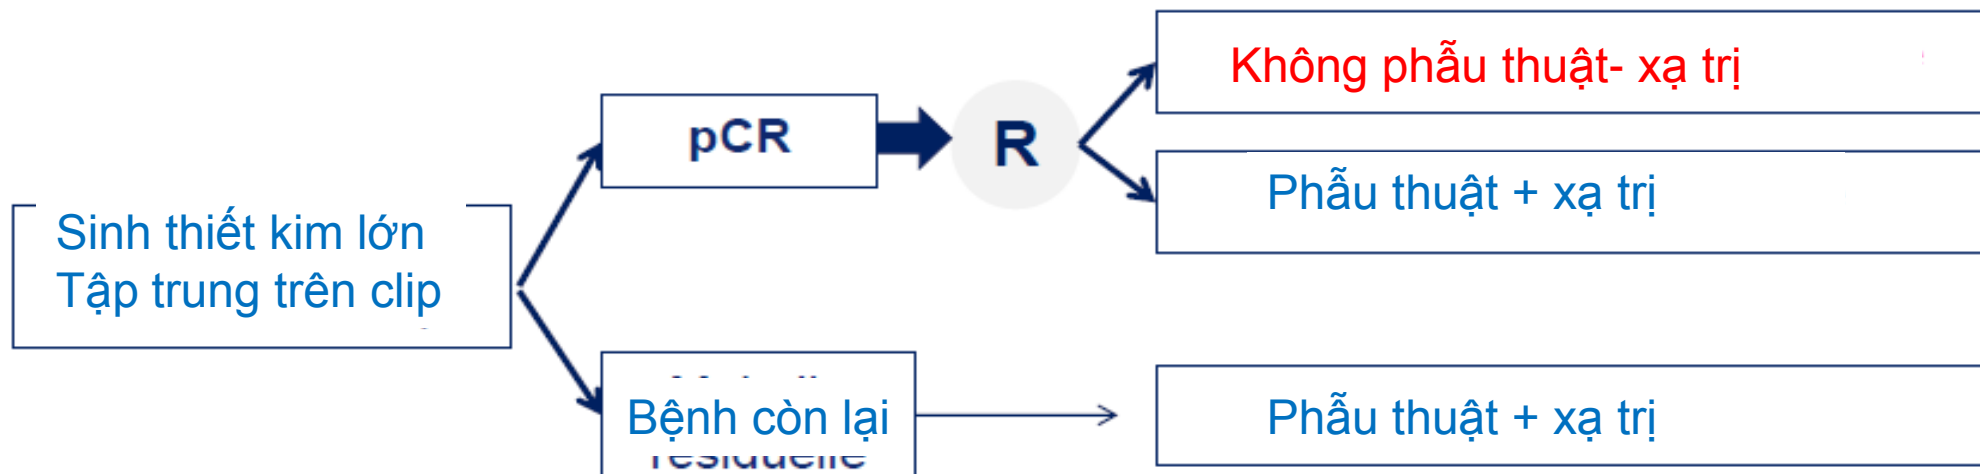 Không phẫu thuật- xạ trị
pCR
R
Phẫu thuật + xạ trị
Sinh thiết kim lớn
Tập trung trên clip
Bệnh còn lại
Phẫu thuật + xạ trị